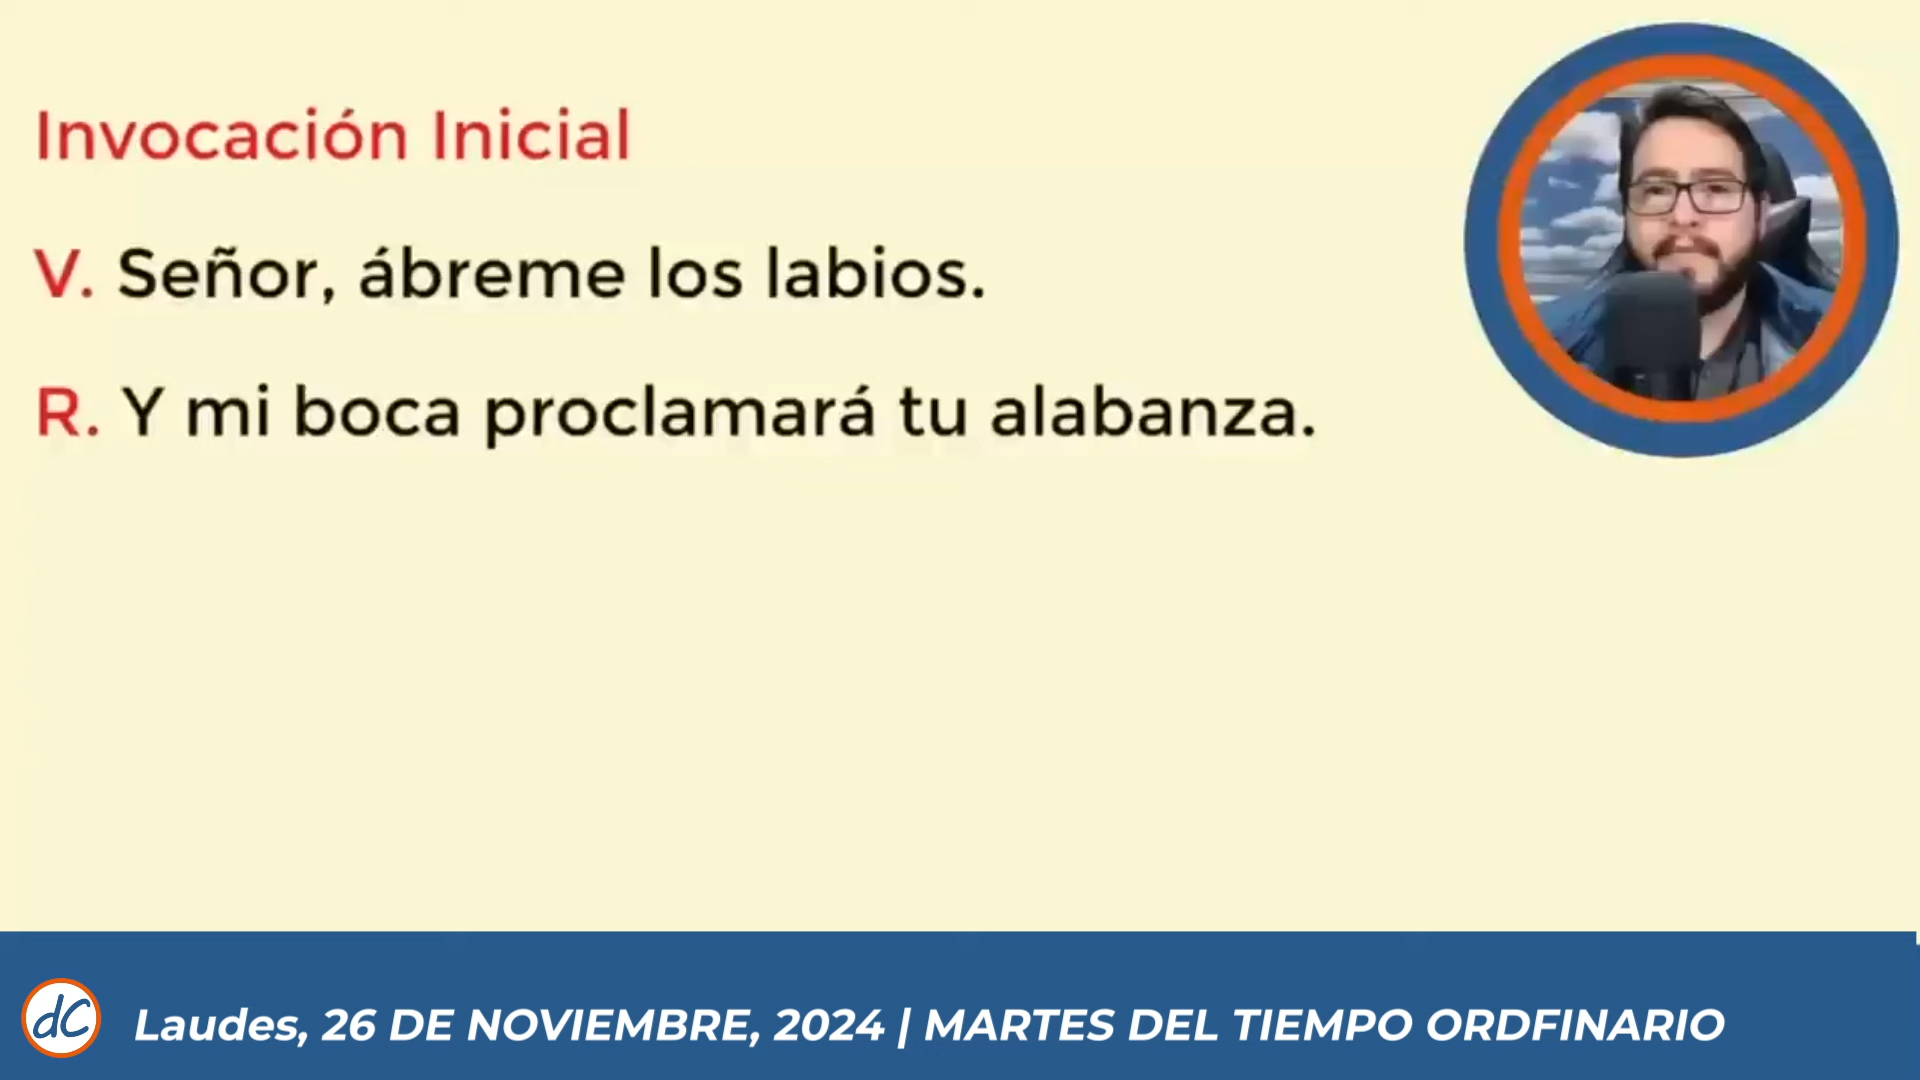 Invocación Inicial
V. Señor, ábreme los labios.
R. Y mi boca proclamará tu alabanza.
dC Laudes, 26 DE NOVIEMBRE, 2024 | MARTES DEL TIEMPO ORDFINARIO